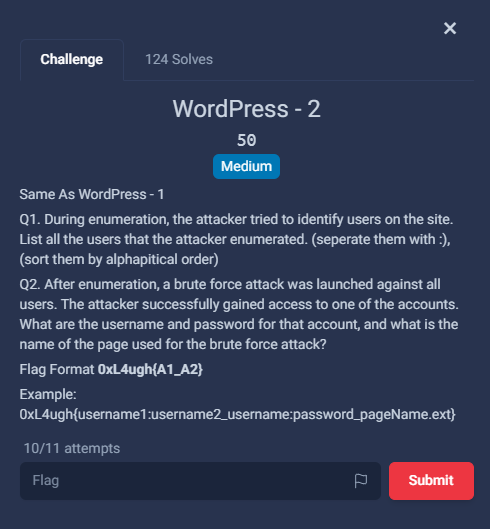 ×
Challenge 124 Solves
WordPress - 2
50
Medium
Same As WordPress - 1
Q1. During enumeration, the attacker tried to identify users on the site.
List all the users that the attacker enumerated. (seperate them with :),
(sort them by alphapitical order)
Q2. After enumeration, a brute force attack was launched against all
users. The attacker successfully gained access to one of the accounts.
What are the username and password for that account, and what is the
name of the page used for the brute force attack?
Flag Format 0xL4ugh{A1_A2}
Example:
0xL4ugh{username1:username2_username:password_pageName.ext}
10/11 attempts
Flag Submit